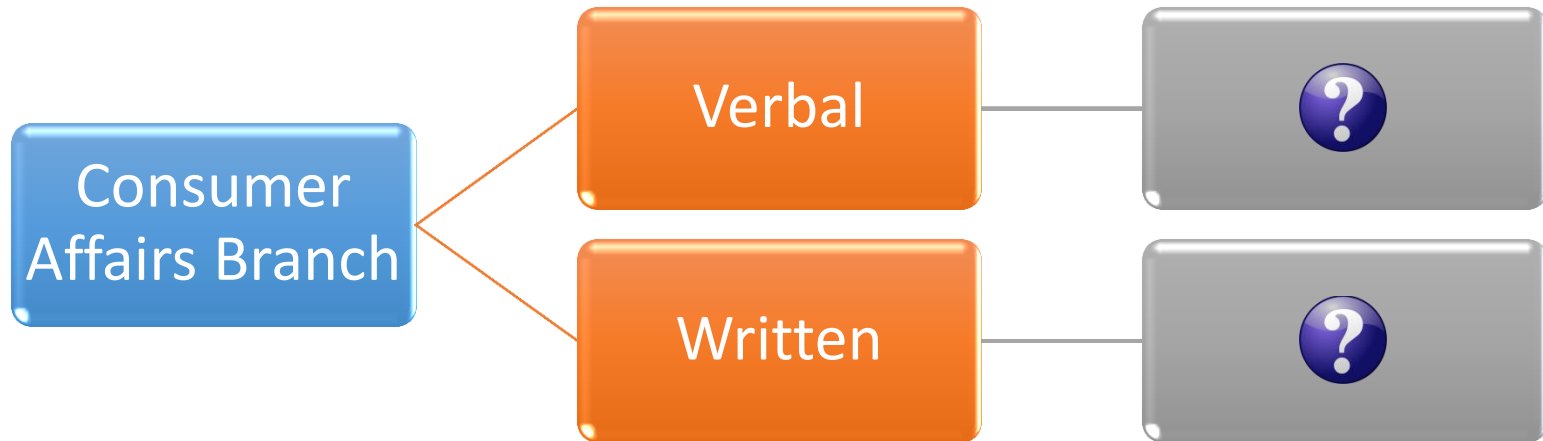 Consumer
Affairs Branch
Verbal
?
Written
?